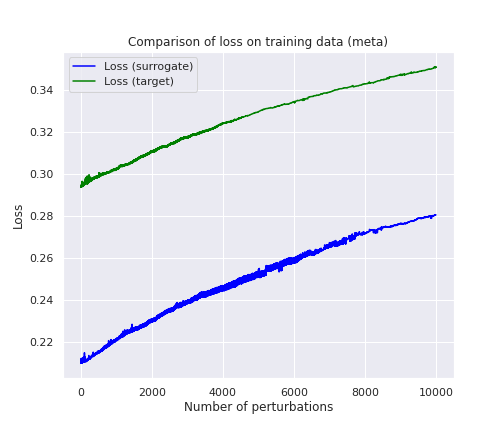 Comparison of loss on training data (meta)
Loss (surrogate)
Loss (target)
0.34
0.32
0.30
0.28
0.26
0.24
0.22
Loss
0 2000 4000 6000 8000 10000
Number of perturbations